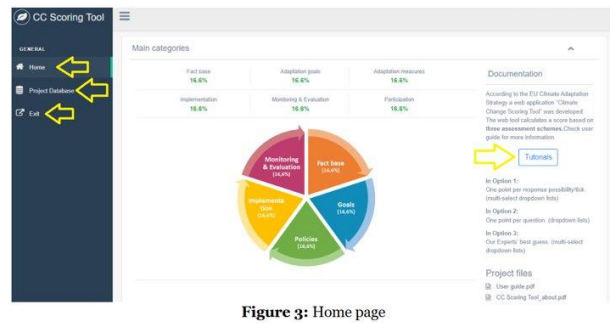 CC Scoring Tool
GENERAL
Home
Project Database
Exit
Main categories
Fact base
16.6%
Adaptation goals
16.6%
Adaptation measures
16.6%
Implementation
16.6%
Monitoring & Evaluation
16.6%
Participation
16.6%
Monitoring
& Evaluation
(16,6%)
Fact base
(16,6%)
Implementa
tion
(16,6%)
Goals
(16,6%)
Policies
(16,6%)
Documentation
According to the EU Climate Adaptation
Strategy a web application "Climate
Change Scoring Tool" was developed.
The web tool calculates a score based on
three assessment schemes.Check user
guide for more information.
Tutorials
In Option 1:
One point per response possibility/tick.
(multi-select dropdown lists)
In Option 2:
One point per question. (dropdown lists)
In Option 3:
Our Experts' best guess. (multi-select
dropdown lists)
Project files
User guide.pdf
CC Scoring Tool_about.pdf
Figure 3: Home page